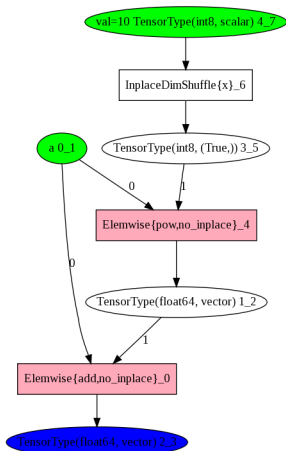 val=10 TensorType(int8, scalar) 4_7
InplaceDimShuffle{x}_6
a 0_1
TensorType(int8, (True,)) 3_5
0
1
Elemwise{pow,no_inplace}_4
0
TensorType(float64, vector) 1_2
1
Elemwise{add,no_inplace}_0
TensorType(float64, vector) 2_3